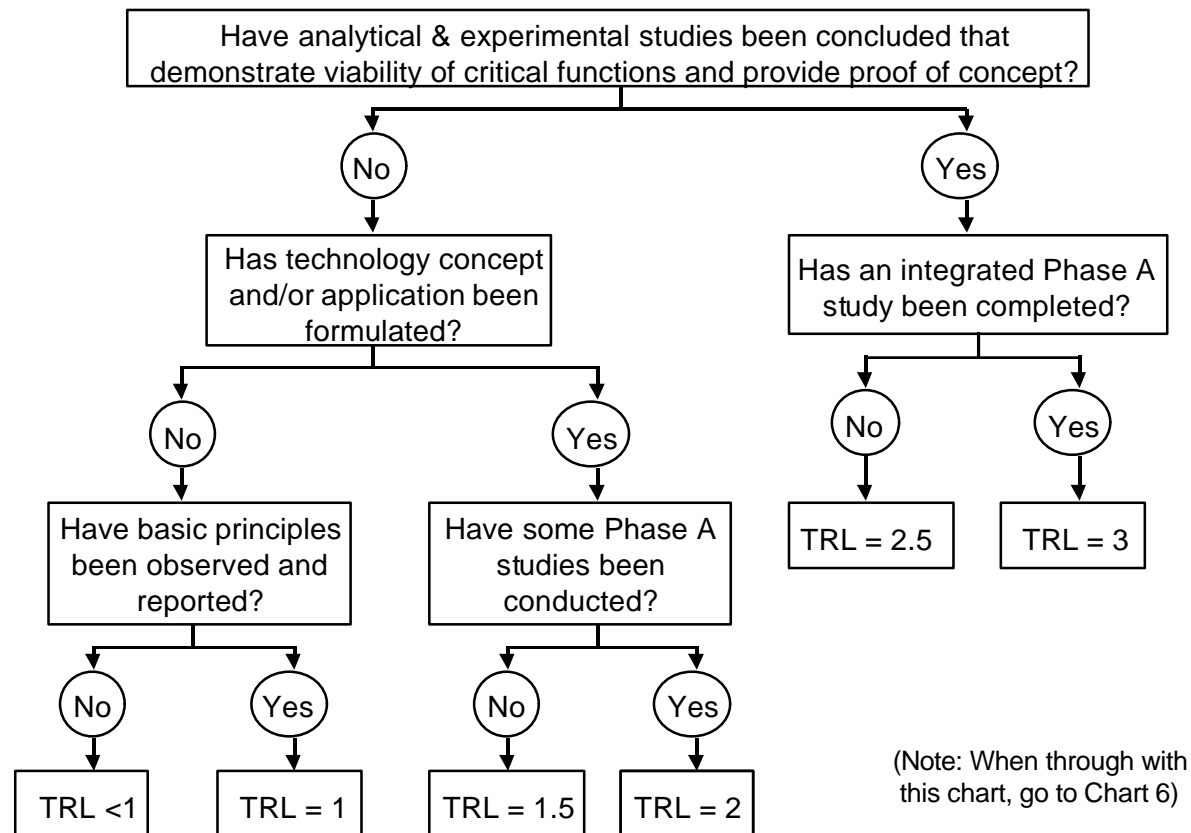 Have analytical & experimental studies been concluded that
demonstrate viability of critical functions and provide proof of concept?
No
Yes
Has technology concept
and/or application been
formulated?
Has an integrated Phase A
study been completed?
No
Yes
No
Yes
Have basic principles
been observed and
reported?
Have some Phase A
studies been
conducted?
TRL = 2.5
TRL = 3
No
Yes
No
Yes
TRL <1
TRL = 1
TRL = 1.5
TRL = 2
(Note: When through with
this chart, go to Chart 6)